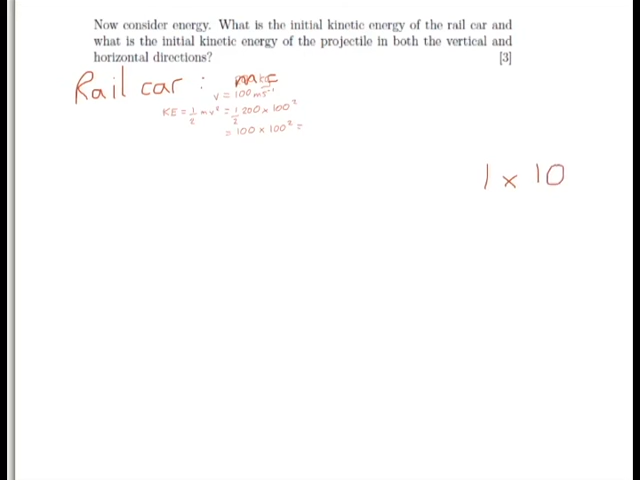 Now consider energy. What is the initial kinetic energy of the rail car and
what is the initial kinetic energy of the projectile in both the vertical and
horizontal directions?
[3]
Rail car :
v = 100 ms⁻¹
KE = 1/2 mv² = 1/2 200 × 100²
= 100 × 100² =
1 × 10